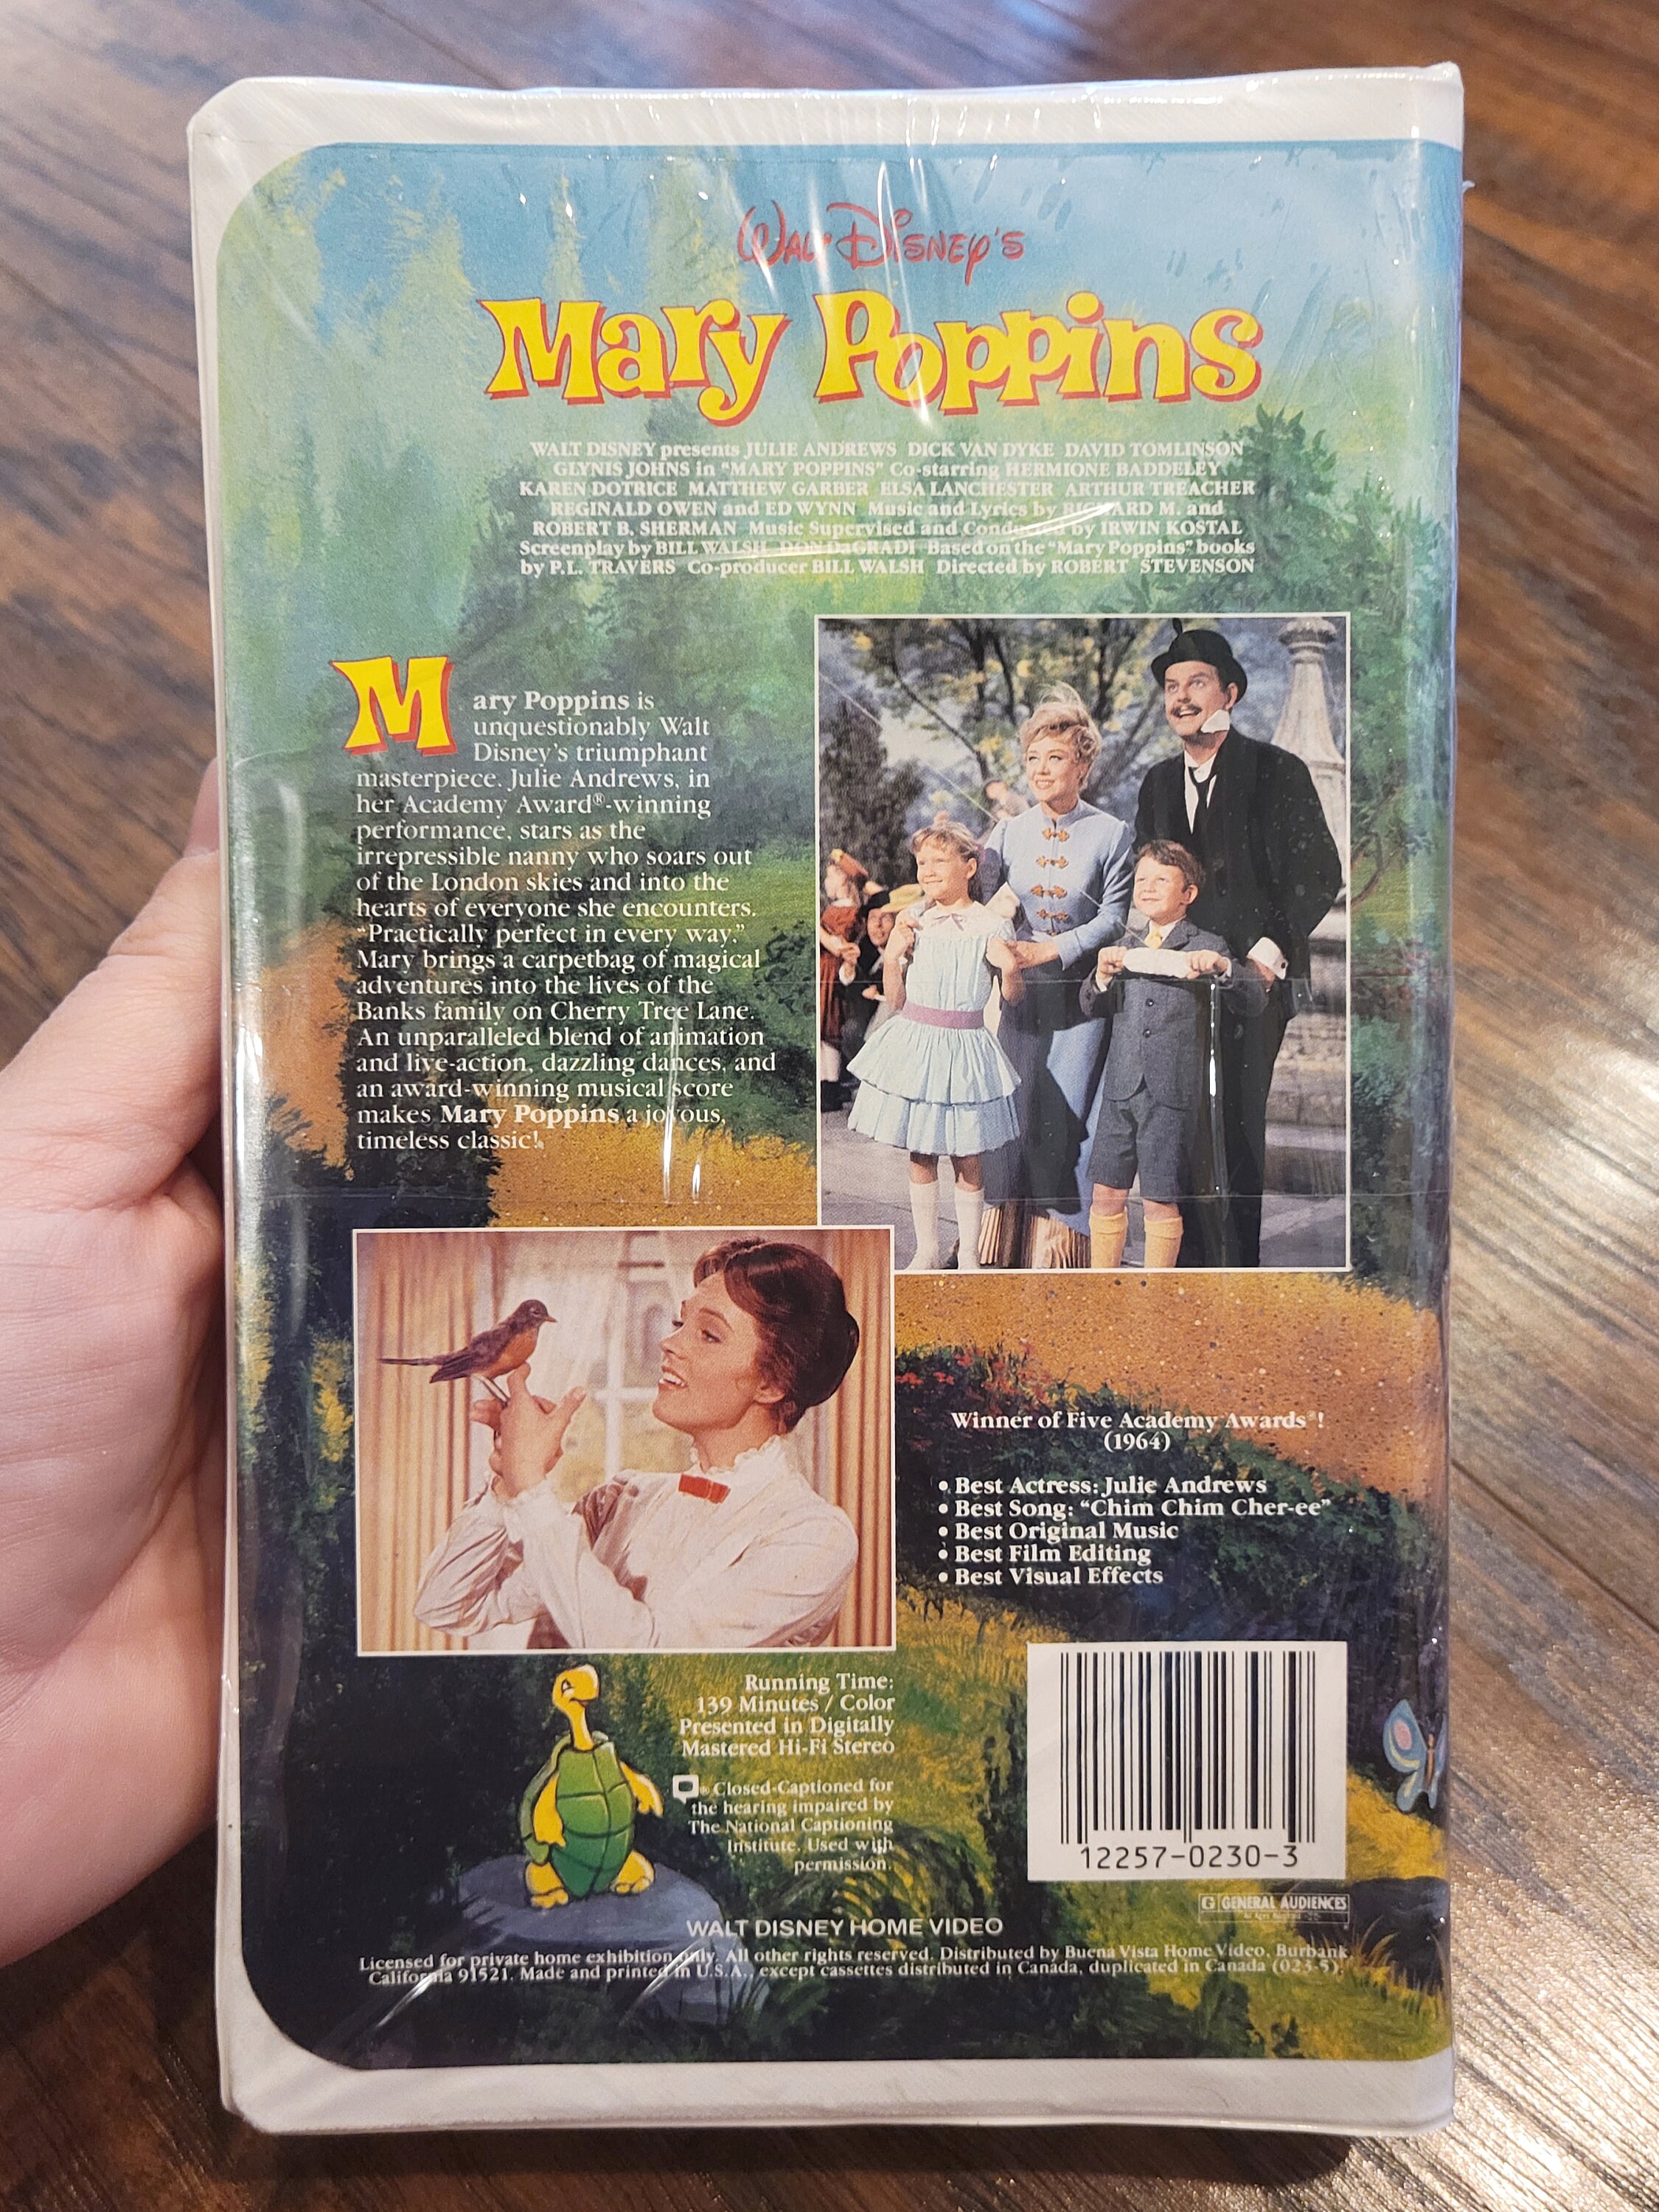 WALT DISNEY'S
Mary Poppins
WALT DISNEY presents JULIE ANDREWS DICK VAN DYKE DAVID TOMLINSON
GLYNIS JOHNS in "MARY POPPINS" Co-starring HERMIONE BADDELEY
KAREN DOTRICE MATTHEW GARBER ELSA LANCHESTER ARTHUR TREACHER
REGINALD OWEN and ED WYNN Music and Lyrics by RICHARD M. and
ROBERT B. SHERMAN Music Supervised and Conducted by IRWIN KOSTAL
Screenplay by BILL WALSH DON DaGRADI Based on the "Mary Poppins" books
by P.L. TRAVERS Co-producer BILL WALSH Directed by ROBERT STEVENSON
Mary Poppins is
unquestionably Walt
Disney's triumphant
masterpiece. Julie Andrews, in
her Academy Award®-winning
performance, stars as the
irrepressible nanny who soars out
of the London skies and into the
hearts of everyone she encounters.
"Practically perfect in every way,"
Mary brings a carpetbag of magical
adventures into the lives of the
Banks family on Cherry Tree Lane.
An unparalleled blend of animation
and live-action, dazzling dances, and
an award-winning musical score
makes Mary Poppins a joyous,
timeless classic!
Winner of Five Academy Awards®!
(1964)
• Best Actress: Julie Andrews
• Best Song: "Chim Chim Cher-ee"
• Best Original Music
• Best Film Editing
• Best Visual Effects
Running Time:
139 Minutes / Color
Presented in Digitally
Mastered Hi-Fi Stereo
® Closed-Captioned for
the hearing impaired by
The National Captioning
Institute. Used with
permission.
12257-0230-3
G GENERAL AUDIENCES
WALT DISNEY HOME VIDEO
Licensed for private home exhibition only. All other rights reserved. Distributed by Buena Vista Home Video, Burbank,
California 91521. Made and printed in U.S.A., except cassettes distributed in Canada, duplicated in Canada (023-5).